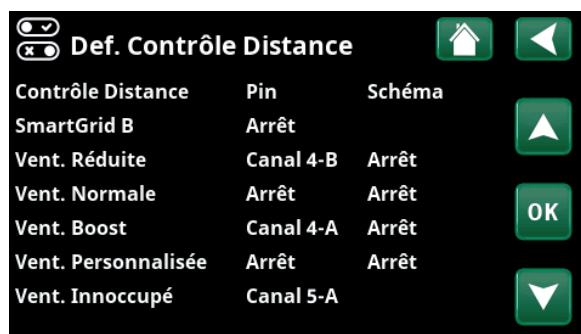 Def. Contrôle Distance
Contrôle Distance Pin Schéma
SmartGrid B Arrêt
Vent. Réduite Canal 4-B Arrêt
Vent. Normale Arrêt Arrêt
Vent. Boost Canal 4-A Arrêt
OK
Vent. Personnalisée Arrêt Arrêt
Vent. Innoccupé Canal 5-A